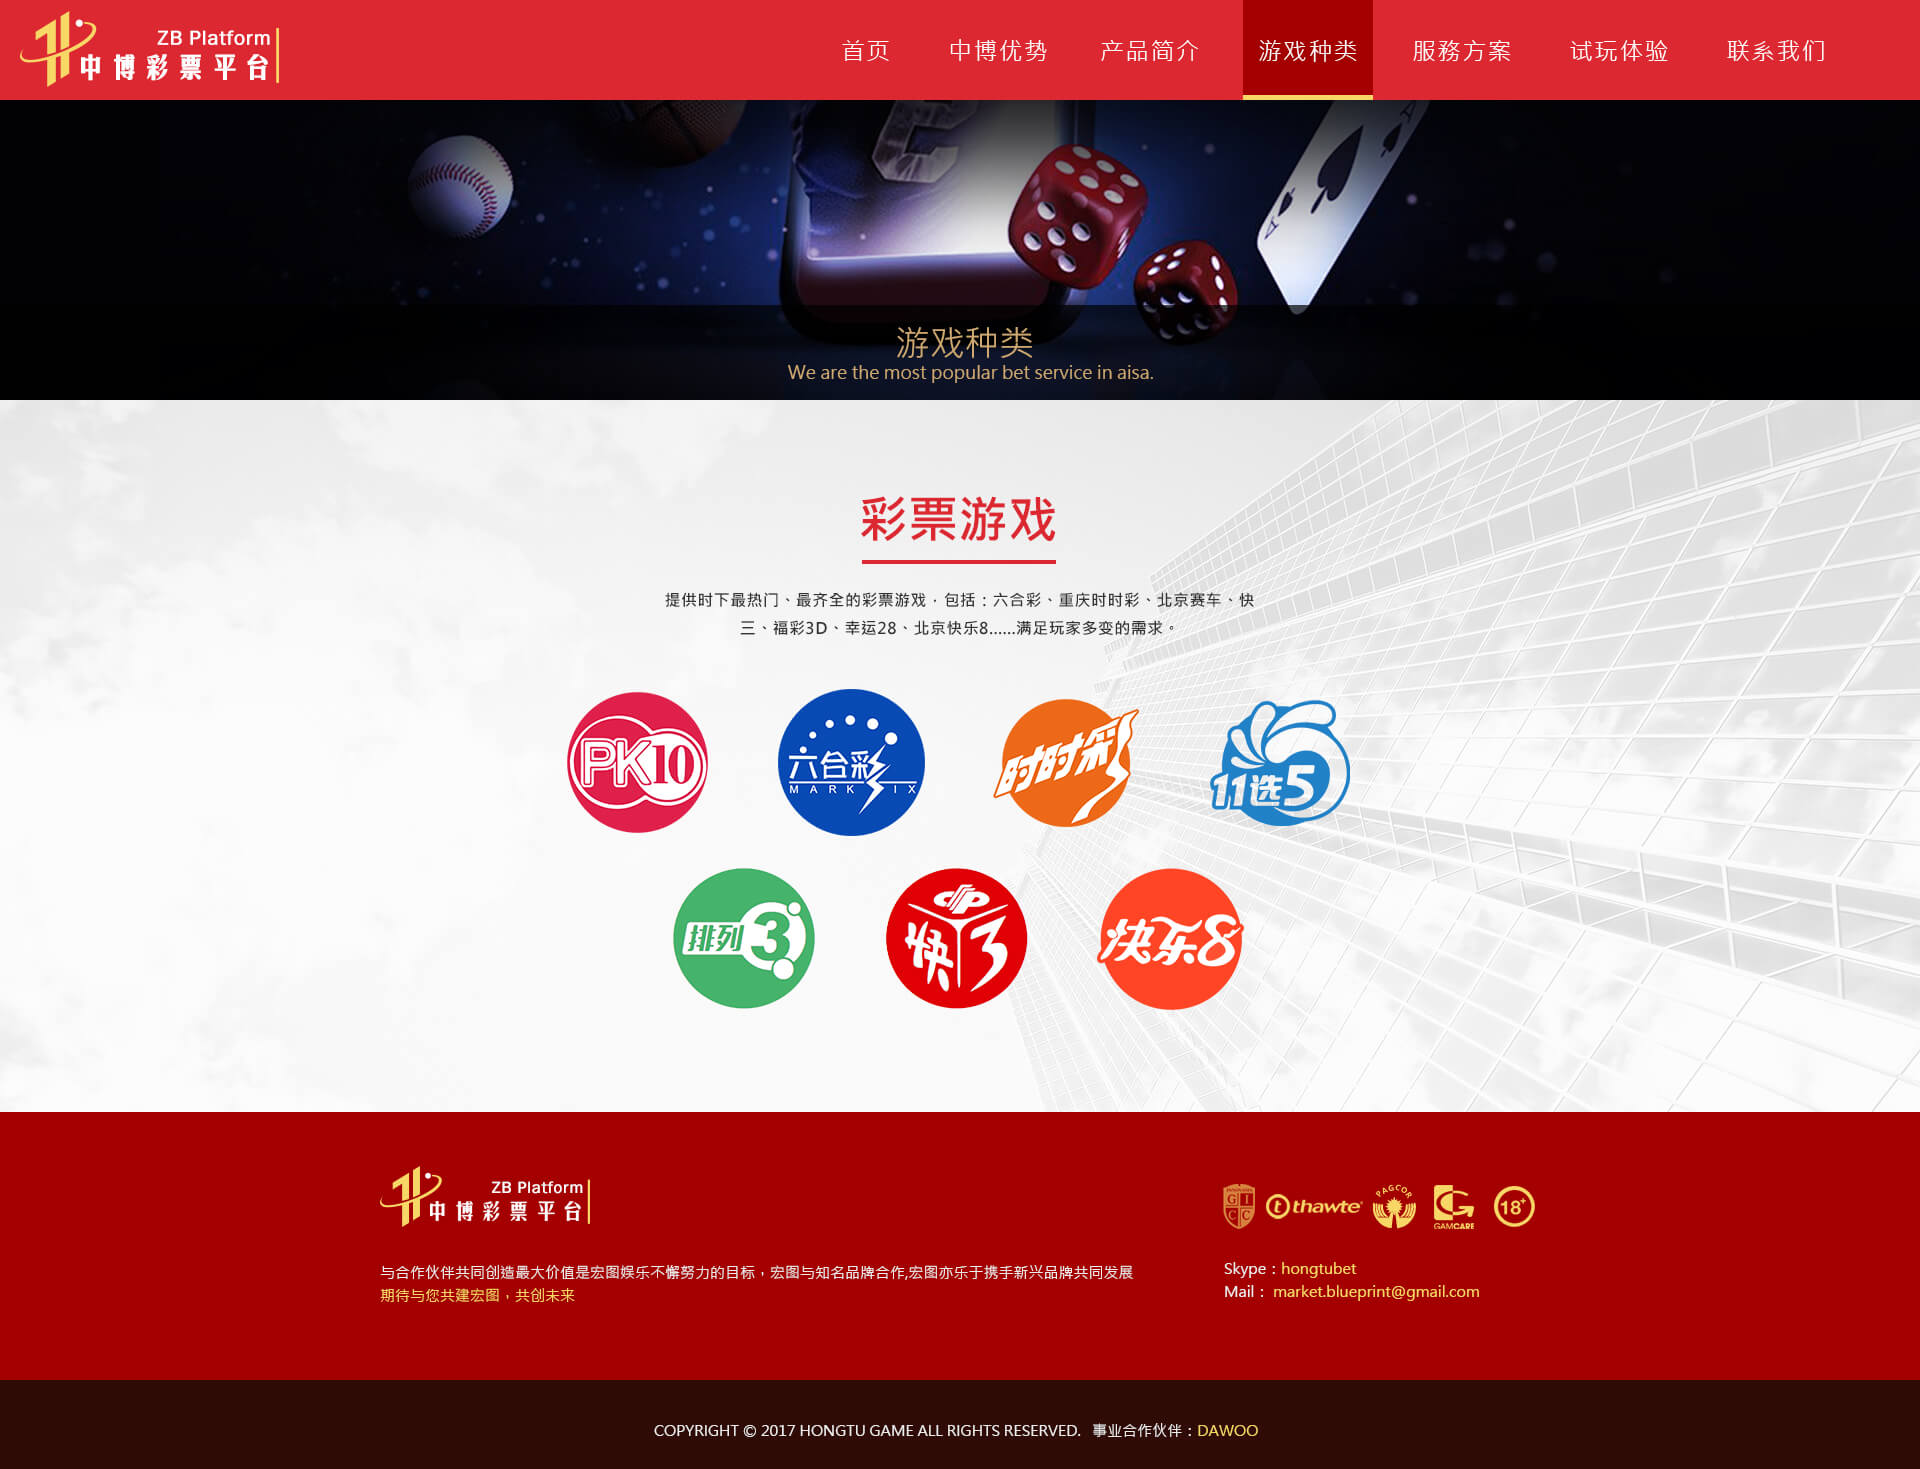 ZB Platform
中博彩票平台
首页 中博优势 产品简介 游戏种类 服務方案 试玩体验 联系我们
A
A
游戏种类
We are the most popular bet service in aisa.
彩票游戏
提供时下最热门、最齐全的彩票游戏，包括：六合彩、重庆时时彩、北京赛车、快
三、福彩3D、幸运28、北京快乐8......满足玩家多变的需求。
PK10
六合彩
MARK SIX
时时彩
11选5
排列3
快3
快乐8
ZB Platform
中博彩票平台
GICC
thawte
PAGCOR
GAMCARE
18+
与合作伙伴共同创造最大价值是宏图娱乐不懈努力的目标，宏图与知名品牌合作,宏图亦乐于携手新兴品牌共同发展
期待与您共建宏图，共创未来
Skype：hongtubet
Mail： market.blueprint@gmail.com
COPYRIGHT © 2017 HONGTU GAME ALL RIGHTS RESERVED. 事业合作伙伴：DAWOO